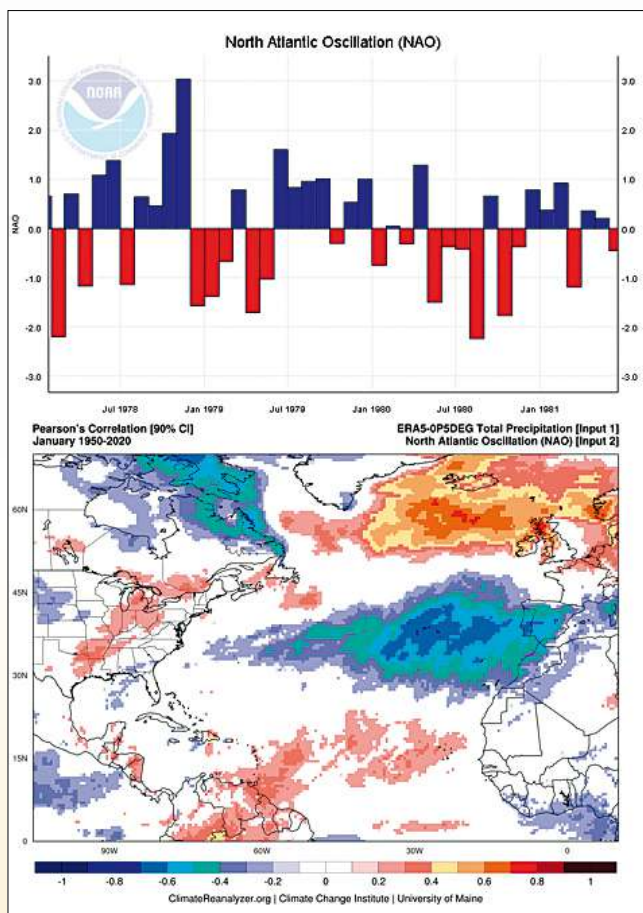 North Atlantic Oscillation (NAO)
NOAA
3.0 3.0
2.0 2.0
1.0 1.0
NAO
0.0 0.0
-1.0 -1.0
-2.0 -2.0
-3.0 -3.0
Jul 1978 Jan 1979 Jul 1979 Jan 1980 Jul 1980 Jan 1981
Pearson's Correlation [90% CI] ERA5-0P5DEG Total Precipitation [Input 1]
January 1950-2020 North Atlantic Oscillation (NAO) [Input 2]
60N
45N
30N
15N
0
90W 60W 30W 0
-1 -0.8 -0.6 -0.4 -0.2 0 0.2 0.4 0.6 0.8 1
ClimateReanalyzer.org | Climate Change Institute | University of Maine